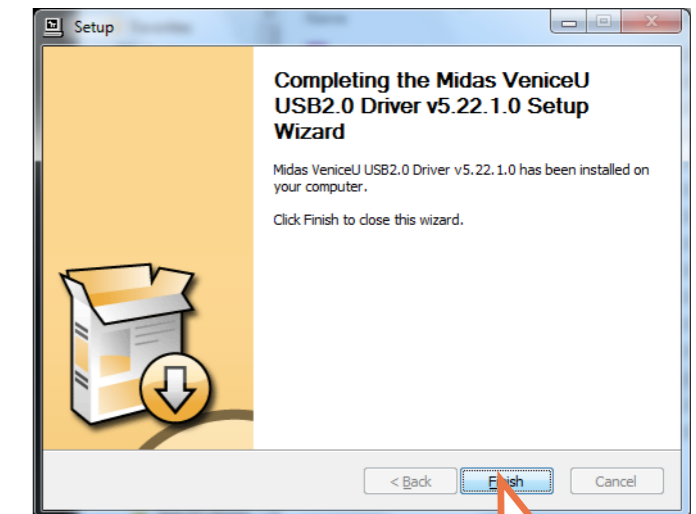 Setup
Completing the Midas VeniceU
USB2.0 Driver v5.22.1.0 Setup
Wizard
Midas VeniceU USB2.0 Driver v5.22.1.0 has been installed on
your computer.
Click Finish to close this wizard.
< Back
Cancel